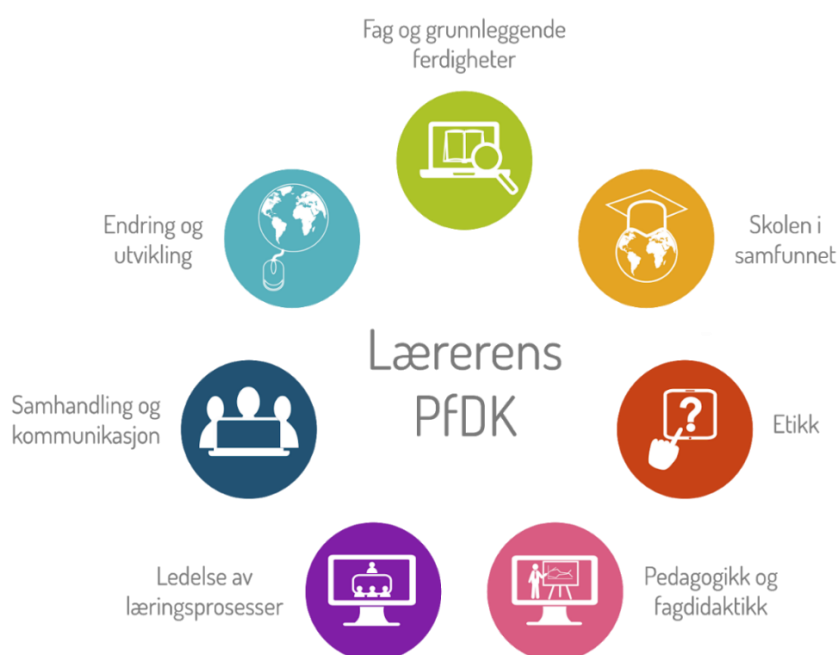 Fag og grunnleggende
ferdigheter
Endring og
utvikling
Skolen i
samfunnet
Lærerens
PfDK
Samhandling og
kommunikasjon
?
Etikk
Ledelse av
læringsprosesser
Pedagogikk og
fagdidaktikk